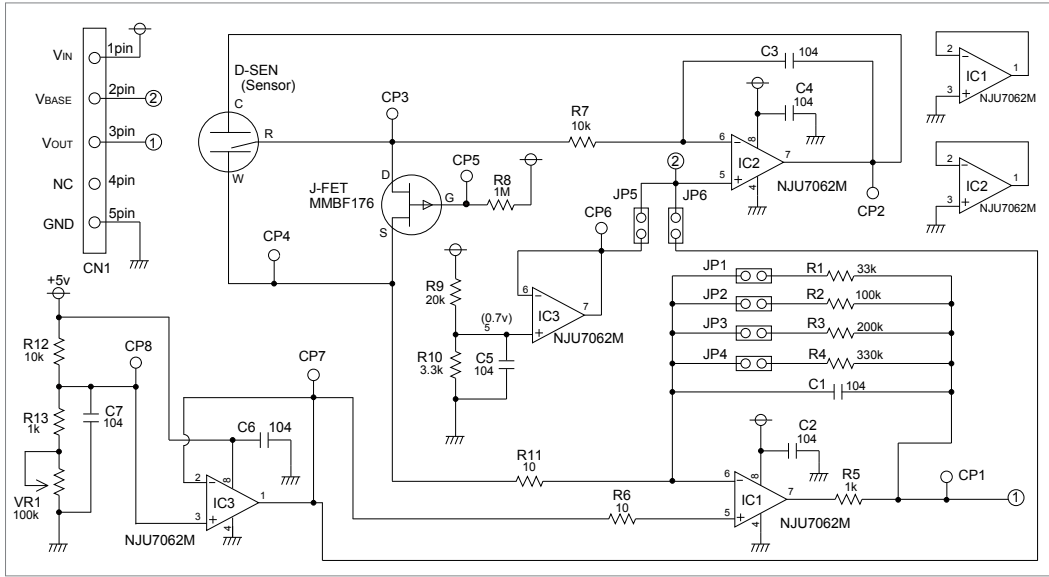 VIN
1pin
VBASE
2pin
②
VOUT
3pin
①
NC
4pin
GND
5pin
CN1
D-SEN
(Sensor)
C
R
W
CP3
R7
10k
C3
104
C4
104
6
5
8
4
7
IC2
NJU7062M
CP2
2
3
1
IC1
NJU7062M
2
3
1
IC2
NJU7062M
J-FET
MMBF176
D
G
S
CP5
R8
1M
②
JP5
JP6
CP6
CP4
R9
20k
(0.7v)
5
6
7
IC3
NJU7062M
R10
3.3k
C5
104
JP1
R1
33k
JP2
R2
100k
JP3
R3
200k
JP4
R4
330k
C1
104
+5v
R12
10k
CP8
R13
1k
C7
104
VR1
100k
CP7
C6
104
2
3
8
4
1
IC3
NJU7062M
R11
10
R6
10
C2
104
6
5
8
4
7
IC1
NJU7062M
R5
1k
CP1
①